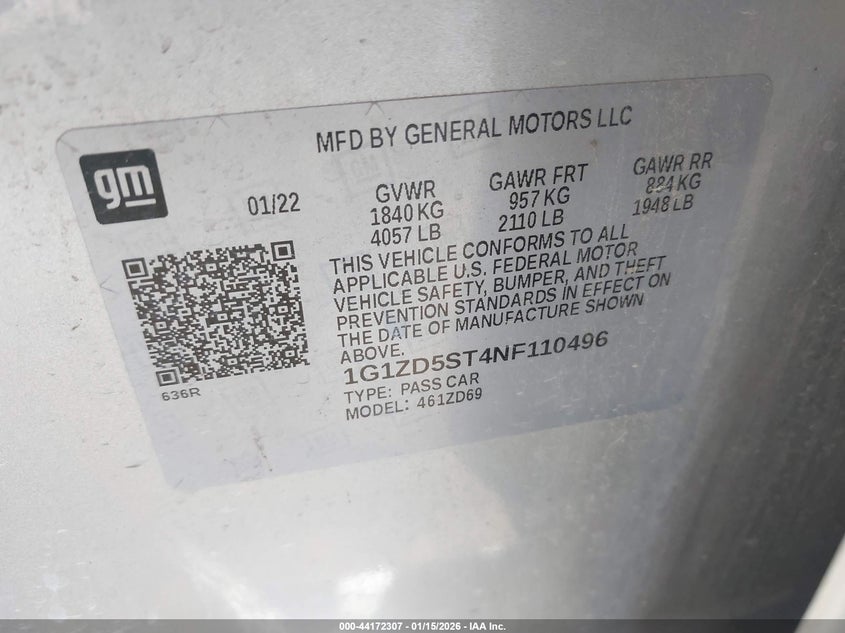 MFD BY GENERAL MOTORS LLC
gm
01/22
GVWR
1840 KG
4057 LB
GAWR FRT
957 KG
2110 LB
GAWR RR
884 KG
1948 LB
THIS VEHICLE CONFORMS TO ALL
APPLICABLE U.S. FEDERAL MOTOR
VEHICLE SAFETY, BUMPER, AND THEFT
PREVENTION STANDARDS IN EFFECT ON
THE DATE OF MANUFACTURE SHOWN
ABOVE.
1G1ZD5ST4NF110496
TYPE: PASS CAR
MODEL: 461ZD69
636R
000-44172307 - 01/15/2026 - IAA Inc.